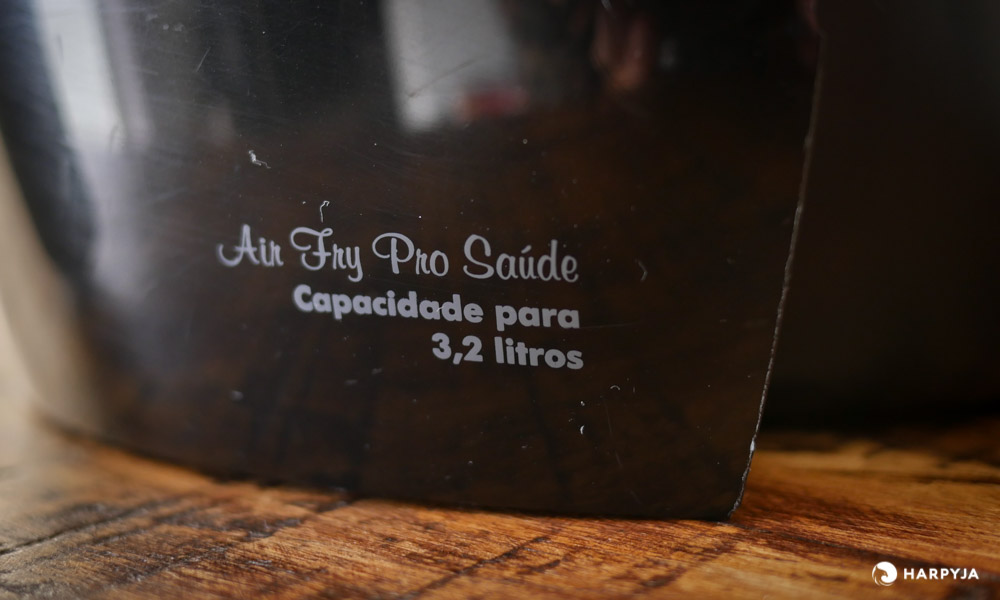 Air Fry Pro Saúde
Capacidade para
3,2 litros
HARPYJA